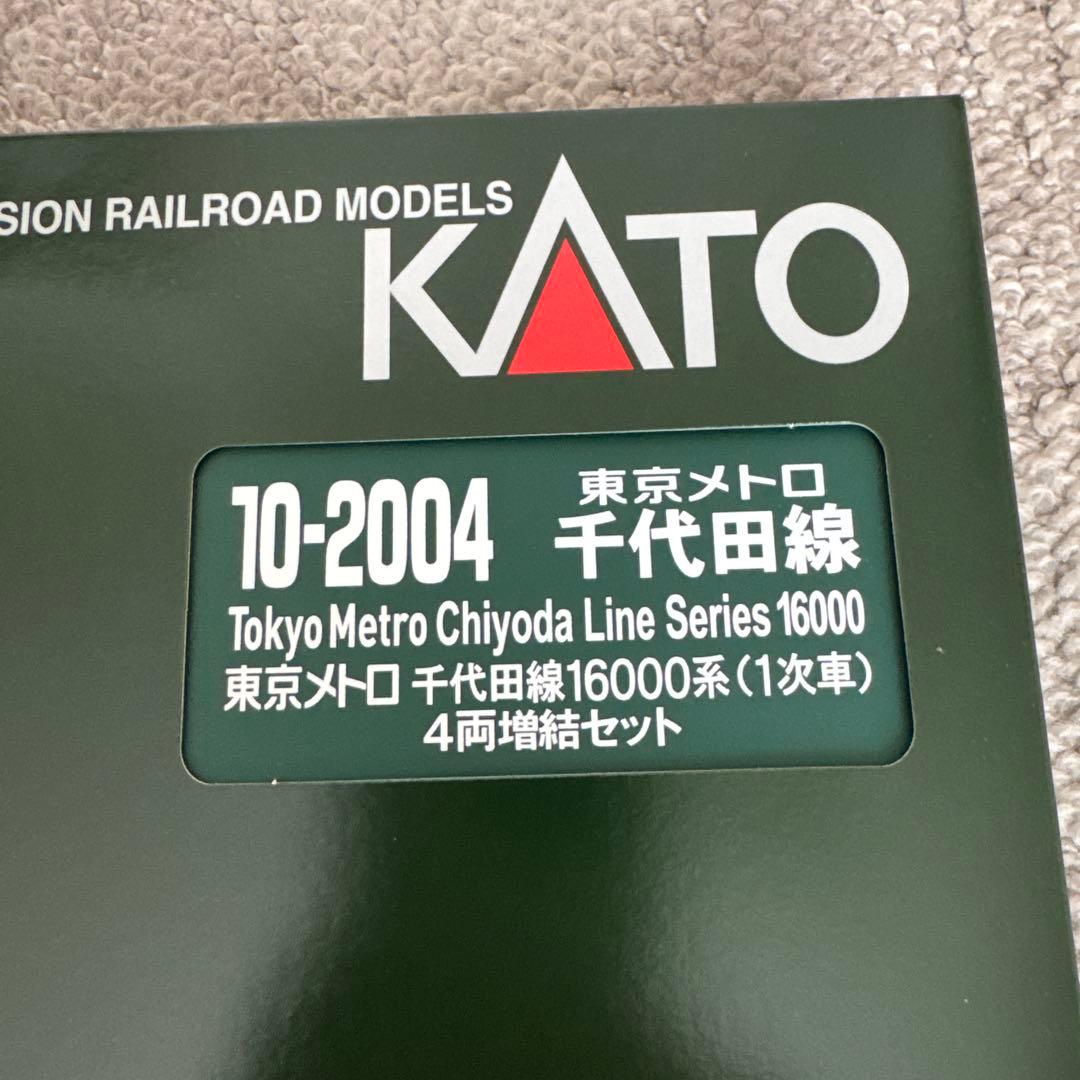 SION RAILROAD MODELS
KATO
10-2004
東京メトロ
千代田線
Tokyo Metro Chiyoda Line Series 16000
東京メトロ 千代田線16000系(1次車)
4両増結セット